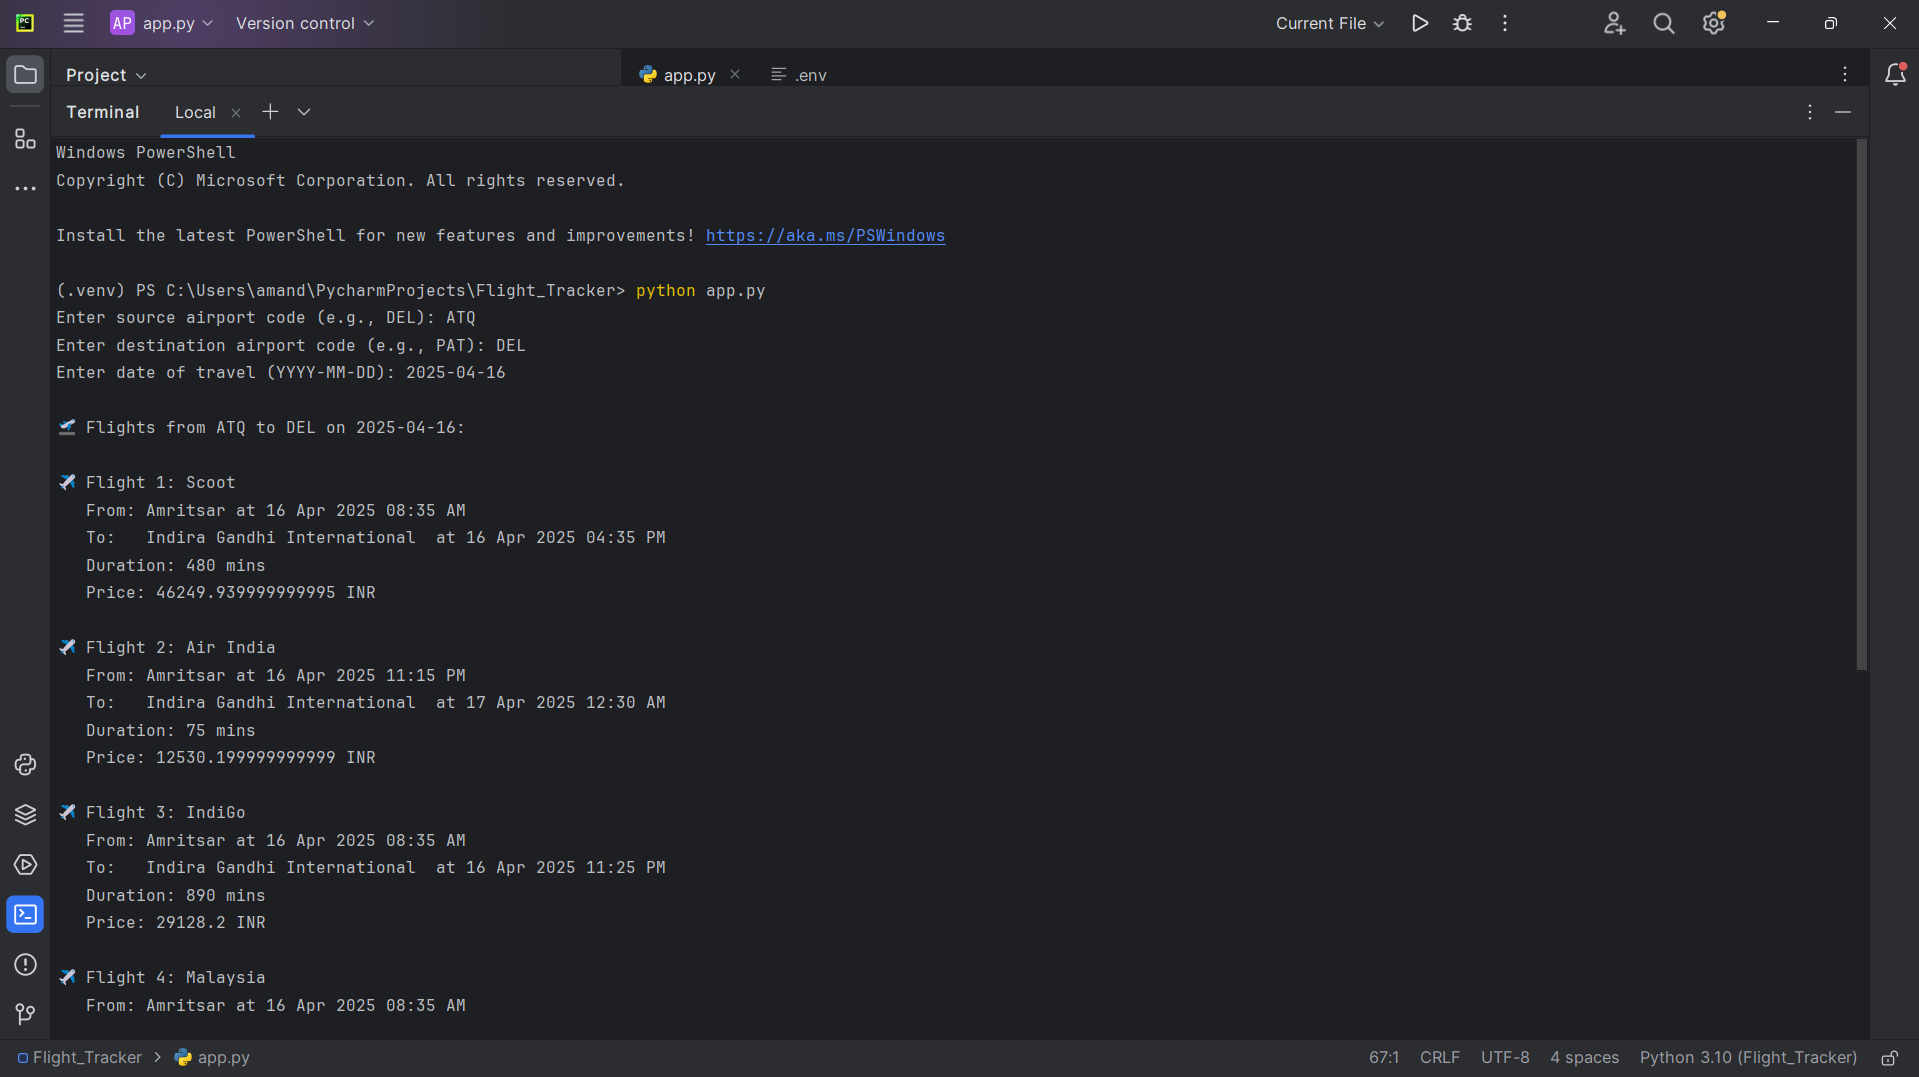 AP app.py Version control Current File
Project app.py .env
Terminal Local
Windows PowerShell
Copyright (C) Microsoft Corporation. All rights reserved.
Install the latest PowerShell for new features and improvements! https://aka.ms/PSWindows
(.venv) PS C:\Users\amand\PycharmProjects\Flight_Tracker> python app.py
Enter source airport code (e.g., DEL): ATQ
Enter destination airport code (e.g., PAT): DEL
Enter date of travel (YYYY-MM-DD): 2025-04-16
🛫 Flights from ATQ to DEL on 2025-04-16:
✈️ Flight 1: Scoot
From: Amritsar at 16 Apr 2025 08:35 AM
To:   Indira Gandhi International  at 16 Apr 2025 04:35 PM
Duration: 480 mins
Price: 46249.939999999995 INR
✈️ Flight 2: Air India
From: Amritsar at 16 Apr 2025 11:15 PM
To:   Indira Gandhi International  at 17 Apr 2025 12:30 AM
Duration: 75 mins
Price: 12530.199999999999 INR
✈️ Flight 3: IndiGo
From: Amritsar at 16 Apr 2025 08:35 AM
To:   Indira Gandhi International  at 16 Apr 2025 11:25 PM
Duration: 890 mins
Price: 29128.2 INR
✈️ Flight 4: Malaysia
From: Amritsar at 16 Apr 2025 08:35 AM
Flight_Tracker > app.py 67:1 CRLF UTF-8 4 spaces Python 3.10 (Flight_Tracker)